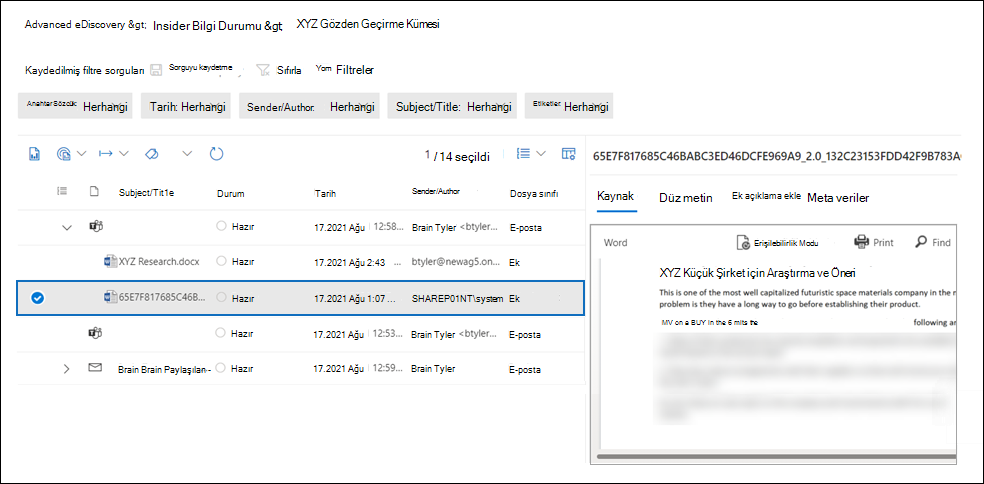 Advanced eDiscovery &gt; Insider Bilgi Durumu &gt; XYZ Gözden Geçirme Kümesi
Kaydedilmiş filtre sorguları Sorguyu kaydetme Sıfırla Yom Filtreler
Anahtar Sözcük: Herhangi Tarih: Herhangi Sender/Author: Herhangi Subject/Title: Herhangi Etiketler: Herhangi
1 / 14 seçildi
Subject/Tit1e Durum Tarih Sender/Author Dosya sınıfı
Hazır 17.2021 Ağu 12:58... Brain Tyler <btyler... E-posta
XYZ Research.docx Hazır 17.2021 Ağu 2:43 btyler@newag5.on... Ek
65E7F817685C46B... Hazır 17.2021 Ağu 1:07 ... SHAREP01NT\system Ek
Hazır 17.2021 Ağu 12:53... Brain Tyler <btyler... E-posta
Brain Brain Paylaşılan- Hazır 17.2021 Ağu 12:59... Brain Tyler E-posta
65E7F817685C46BABC3ED46DCFE969A9_2.0_132C23153FDD42F9B783A
Kaynak Düz metin Ek açıklama ekle Meta veriler
Word Erişilebilirlik Modu Print Find
XYZ Küçük Şirket için Araştırma ve Öneri
This is one of the most well capitalized futuristic space materials company in the
problem is they have a long way to go before establishing their product.
MV on a BUY in the 6 mits fre following